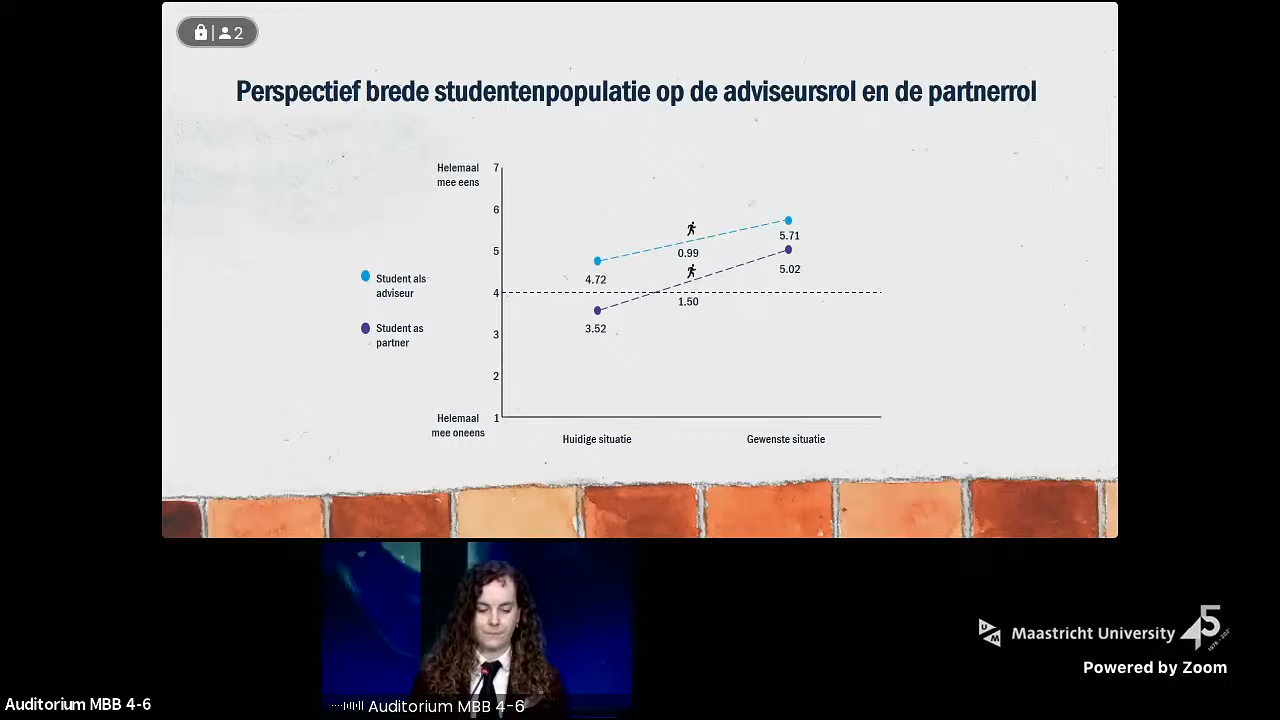 2
Perspectief brede studentenpopulatie op de adviseursrol en de partnerrol
Helemaal
mee eens
7
6
5
4
3
2
1
Helemaal
mee oneens
Student als
adviseur
Student as
partner
4.72
0.99
5.71
3.52
1.50
5.02
Huidige situatie
Gewenste situatie
UM
Maastricht University
45
Powered by Zoom
Auditorium MBB 4-6
Auditorium MBB 4-6